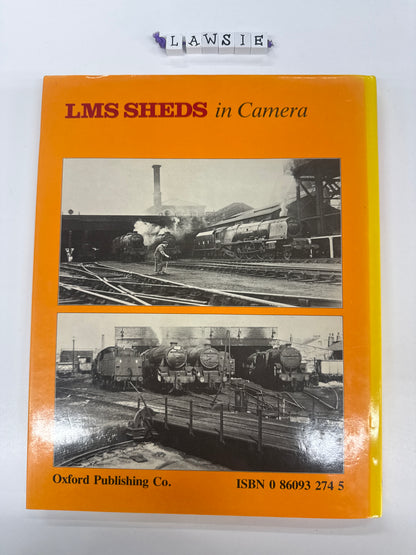 LAWSIE
LMS SHEDS in Camera
Oxford Publishing Co. ISBN 0 86093 274 5